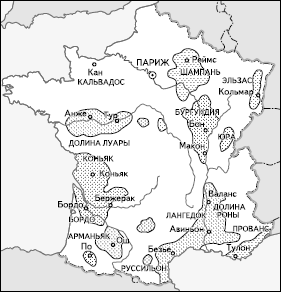 Реймс
ПАРИЖ
ШАМПАНЬ
Кан
КАЛЬВАДОС
ЭЛЬЗАС
Кольмар
БУРГУНДИЯ
Анже
Тур
Бон
ЮРА
ДОЛИНА ЛУАРЫ
Макон
КОНЬЯК
Коньяк
Валанс
Бержерак
Бордо
ДОЛИНА
РОНЫ
ЛАНГЕДОК
БОРДО
ПРОВАНС
Авиньон
АРМАНЬЯК
Ош
По
Безье
Тулон
РУССИЛЬОН